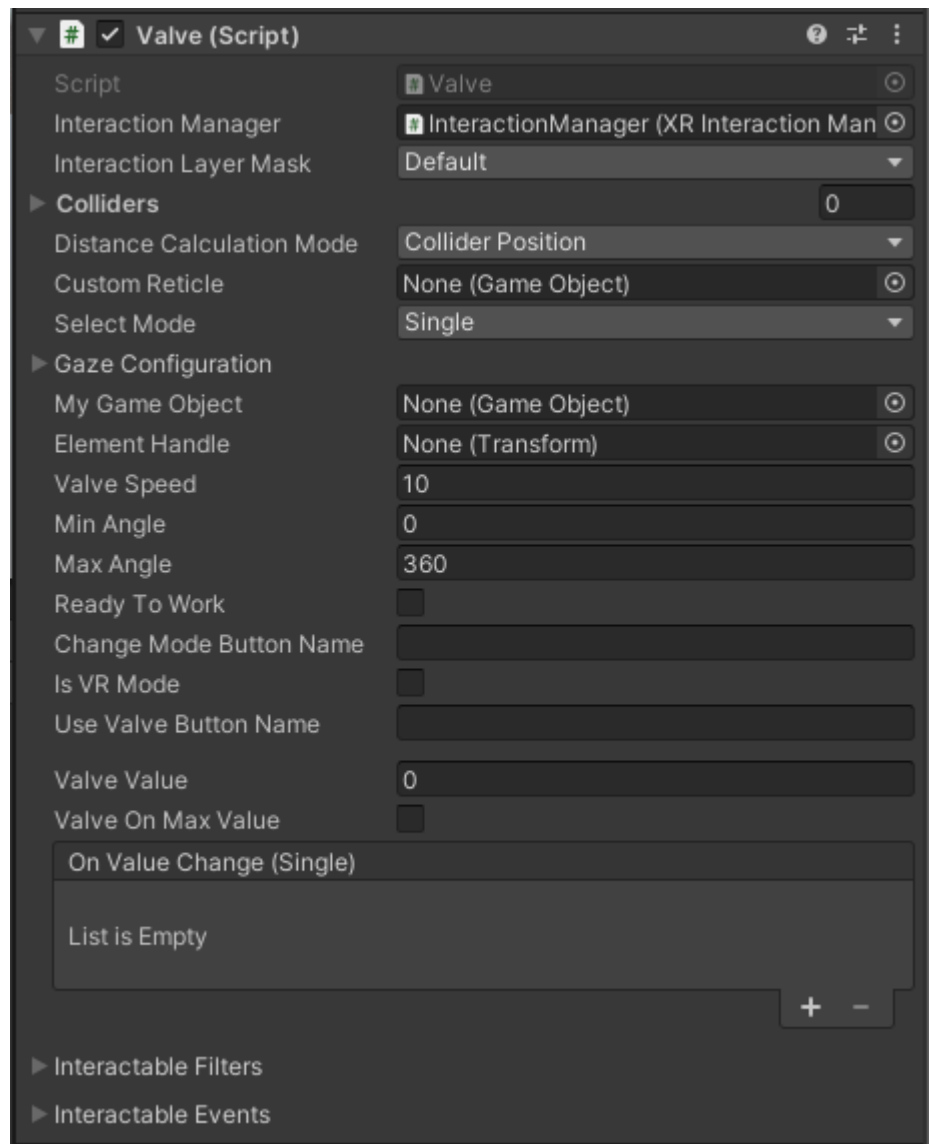 Valve (Script)
Script Valve
Interaction Manager InteractionManager (XR Interaction Man
Interaction Layer Mask Default
Colliders 0
Distance Calculation Mode Collider Position
Custom Reticle None (Game Object)
Select Mode Single
Gaze Configuration
My Game Object None (Game Object)
Element Handle None (Transform)
Valve Speed 10
Min Angle 0
Max Angle 360
Ready To Work
Change Mode Button Name
Is VR Mode
Use Valve Button Name
Valve Value 0
Valve On Max Value
On Value Change (Single)
List is Empty
Interactable Filters
Interactable Events